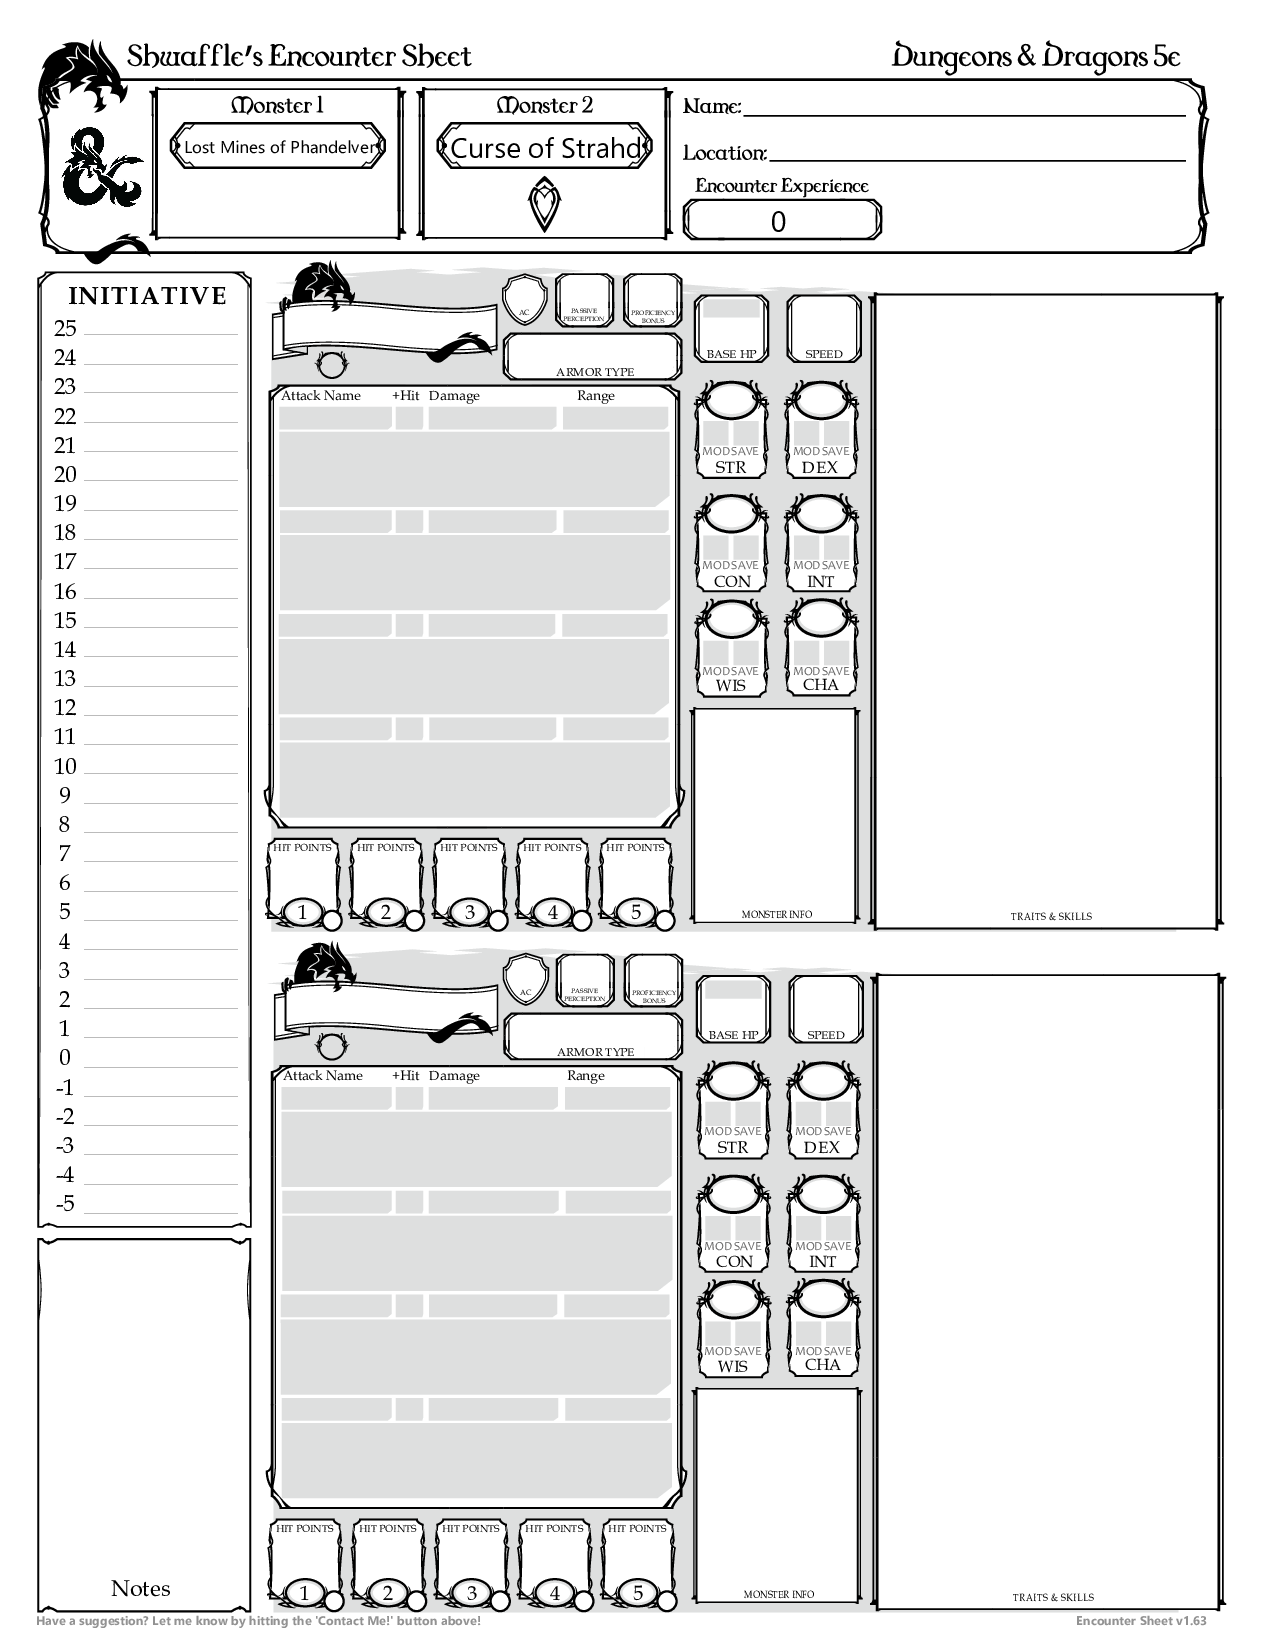 Shwaffle's Encounter Sheet
Dungeons & Dragons 5e
Monster 1
Lost Mines of Phandelver
Monster 2
Curse of Strahd
Name:
Location:
Encounter Experience
0
INITIATIVE
25
24
23
22
21
20
19
18
17
16
15
14
13
12
11
10
9
8
7
6
5
4
3
2
1
0
-1
-2
-3
-4
-5
Notes
AC
PASSIVE
PERCEPTION
PROFICIENCY
BONUS
ARMOR TYPE
BASE HP
SPEED
Attack Name +Hit Damage Range
MOD SAVE
STR
MOD SAVE
DEX
MOD SAVE
CON
MOD SAVE
INT
MOD SAVE
WIS
MOD SAVE
CHA
HIT POINTS
1
HIT POINTS
2
HIT POINTS
3
HIT POINTS
4
HIT POINTS
5
MONSTER INFO
TRAITS & SKILLS
AC
PASSIVE
PERCEPTION
PROFICIENCY
BONUS
ARMOR TYPE
BASE HP
SPEED
Attack Name +Hit Damage Range
MOD SAVE
STR
MOD SAVE
DEX
MOD SAVE
CON
MOD SAVE
INT
MOD SAVE
WIS
MOD SAVE
CHA
HIT POINTS
1
HIT POINTS
2
HIT POINTS
3
HIT POINTS
4
HIT POINTS
5
MONSTER INFO
TRAITS & SKILLS
Have a suggestion? Let me know by hitting the 'Contact Me!' button above!
Encounter Sheet v1.63